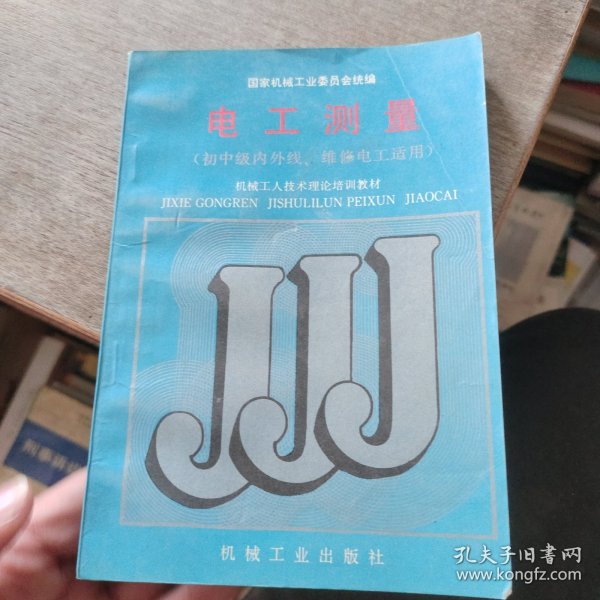 国家机械工业委员会统编
电工测量
(初中级内外线、维修电工适用)
机械工人技术理论培训教材
JIXIE GONGREN JISHULILUN PEIXUN JIAOCAI
JJJ
机械工业出版社
孔夫子旧书网
www.kongfz.com